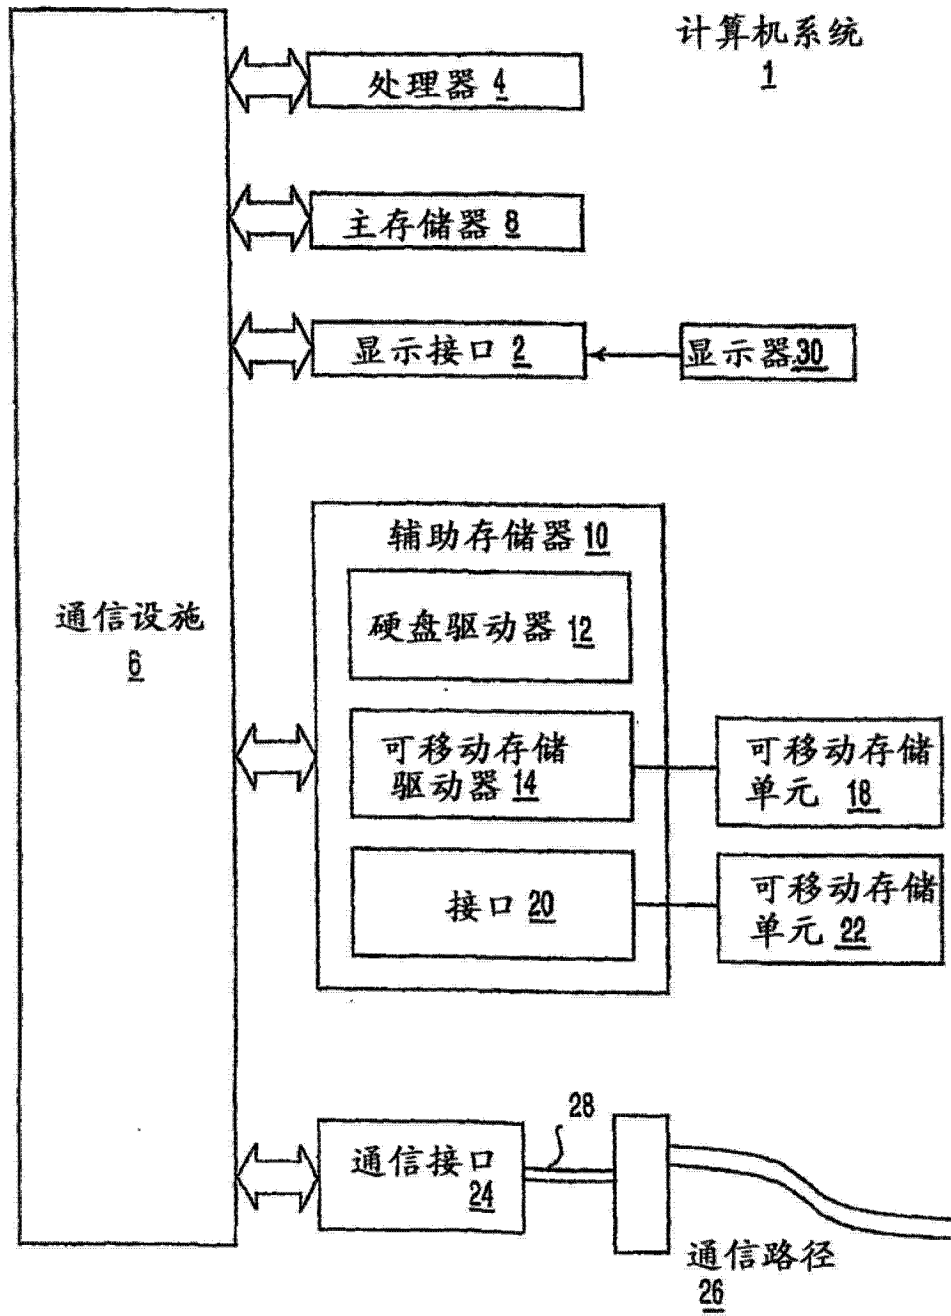 计算机系统
1
处理器 4
主存储器 8
显示接口 2
显示器 30
通信设施
6
辅助存储器 10
硬盘驱动器 12
可移动存储
驱动器 14
可移动存储
单元 18
接口 20
可移动存储
单元 22
28
通信接口
24
通信路径
26